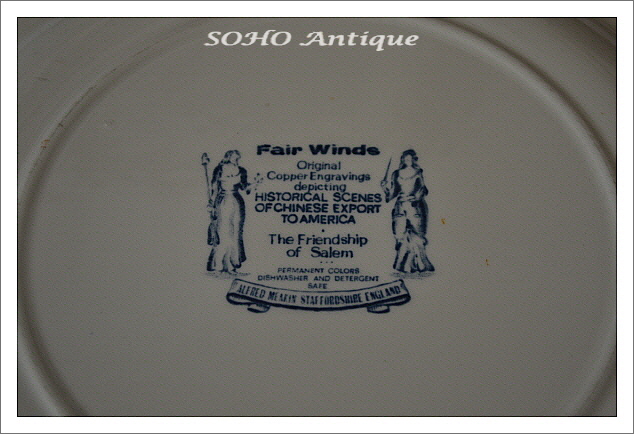 SOHO Antique
Fair Winds
Original
Copper Engravings
depicting
HISTORICAL SCENES
OF CHINESE EXPORT
TO AMERICA
The Friendship
of Salem
PERMANENT COLORS
DISHWASHER AND DETERGENT
SAFE
ALFRED MEAKIN STAFFORDSHIRE ENGLAND